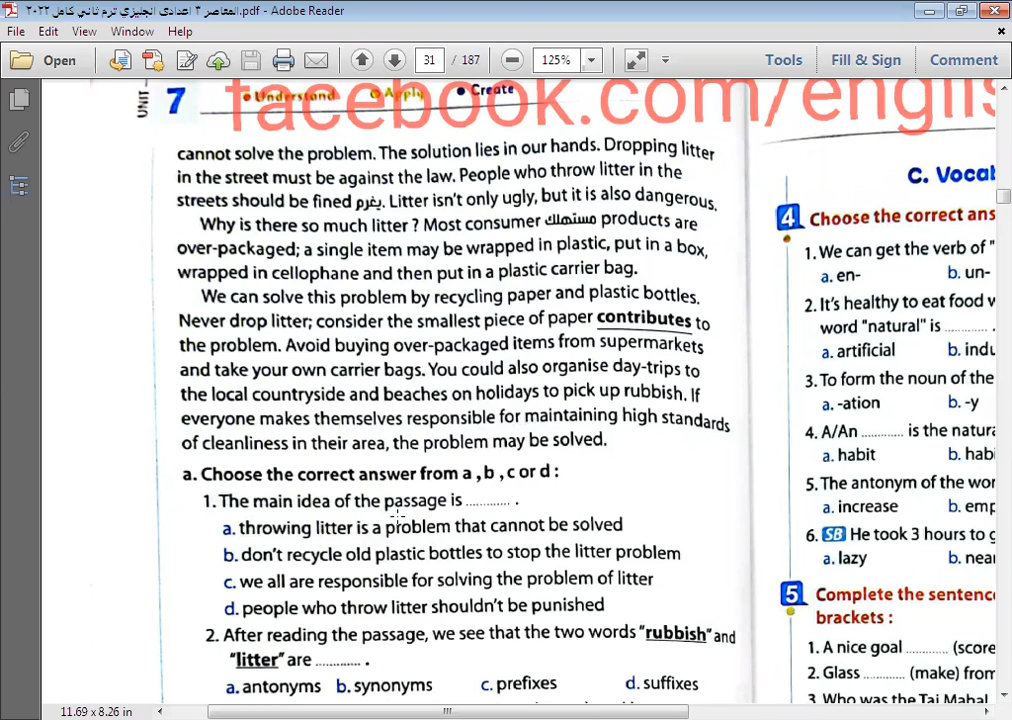 المعاصر ٣ اعدادى انجليزي ترم ثاني كاهل ٢٠٢٢.pdf - Adobe Reader
File Edit View Window Help
Open 31 / 187 125% Tools Fill & Sign Comment
facebook.com/englis
UNIT 7 Understand Apply Create
cannot solve the problem. The solution lies in our hands. Dropping litter
in the street must be against the law. People who throw litter in the
streets should be fined يغرم. Litter isn't only ugly, but it is also dangerous.
Why is there so much litter ? Most consumer مستهلك products are
over-packaged; a single item may be wrapped in plastic, put in a box,
wrapped in cellophane and then put in a plastic carrier bag.
We can solve this problem by recycling paper and plastic bottles.
Never drop litter; consider the smallest piece of paper contributes to
the problem. Avoid buying over-packaged items from supermarkets
and take your own carrier bags. You could also organise day-trips to
the local countryside and beaches on holidays to pick up rubbish. If
everyone makes themselves responsible for maintaining high standards
of cleanliness in their area, the problem may be solved.
a. Choose the correct answer from a , b , c or d :
1. The main idea of the passage is ............ .
a. throwing litter is a problem that cannot be solved
b. don't recycle old plastic bottles to stop the litter problem
c. we all are responsible for solving the problem of litter
d. people who throw litter shouldn't be punished
2. After reading the passage, we see that the two words "rubbish" and
"litter" are ............ .
a. antonyms b. synonyms c. prefixes d. suffixes
C. Vocab
4 Choose the correct ans
1. We can get the verb of "
a. en- b. un-
2. It's healthy to eat food w
word "natural" is ............ .
a. artificial b. indu
3. To form the noun of the
a. -ation b. -y
4. A/An ............ is the natura
a. habit b. habi
5. The antonym of the wor
a. increase b. emp
6. SB He took 3 hours to g
a. lazy b. near
5 Complete the sentence
brackets :
1. A nice goal ............ (score
2. Glass ............ (make) from
3. Who was the Taj Mahal
11.69 x 8.26 in